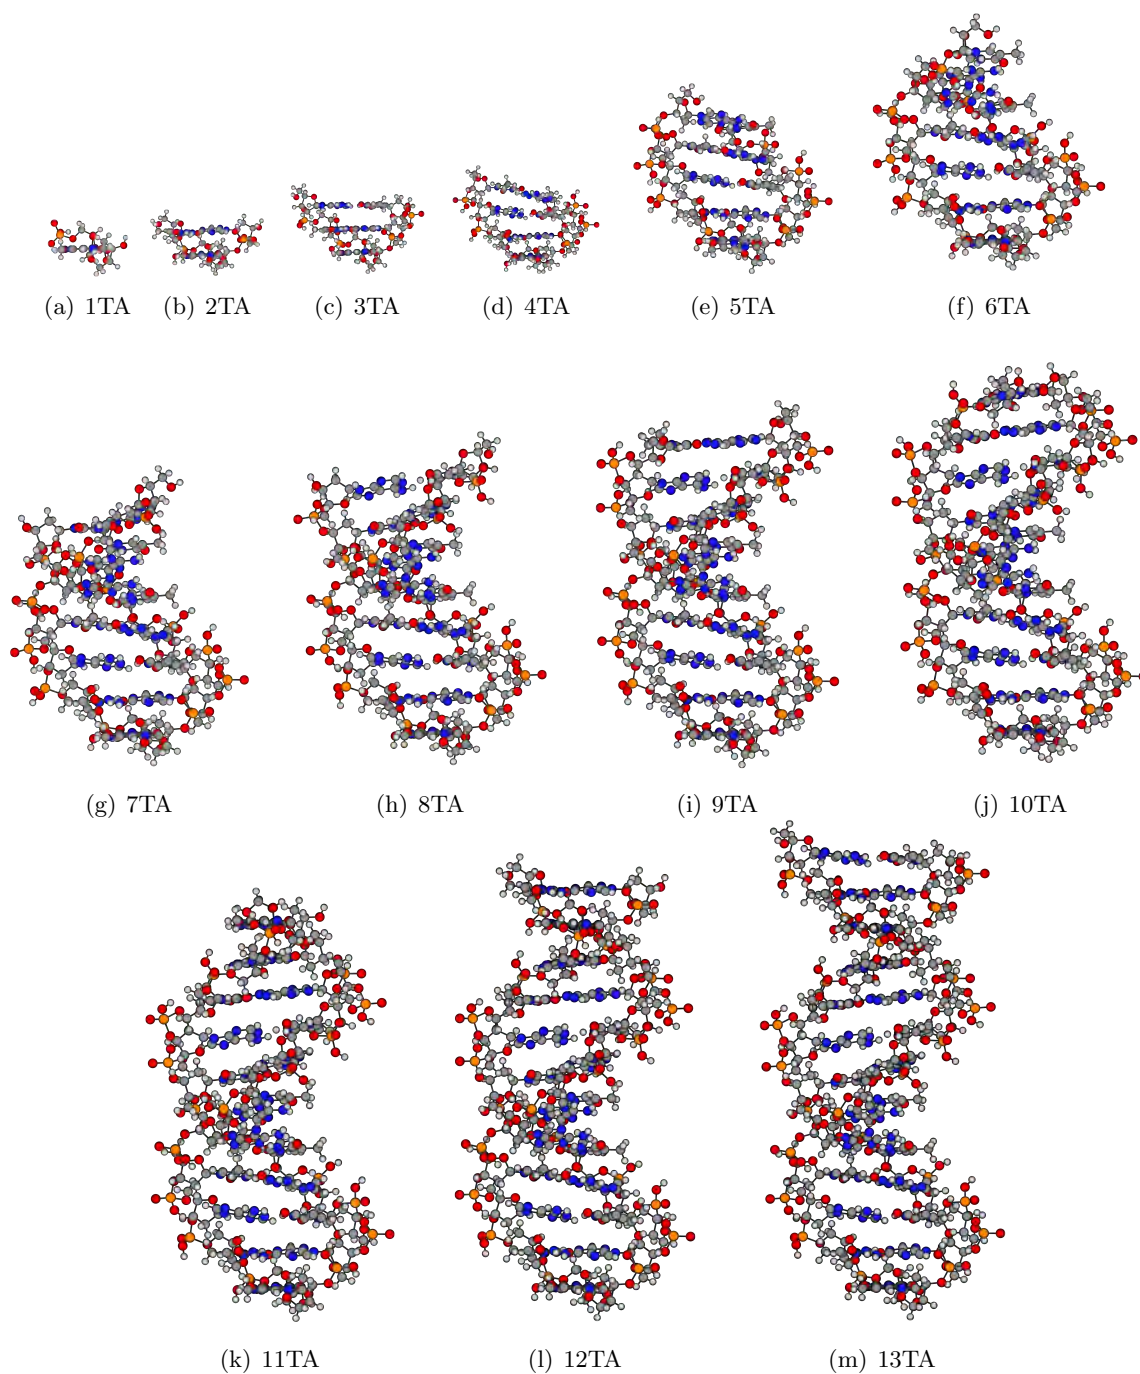 (a) 1TA (b) 2TA (c) 3TA (d) 4TA (e) 5TA (f) 6TA
(g) 7TA (h) 8TA (i) 9TA (j) 10TA
(k) 11TA (l) 12TA (m) 13TA